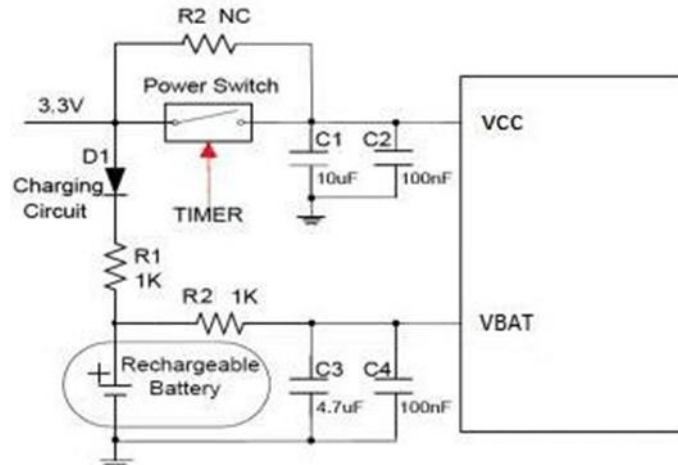 R2 NC
Power Switch
3.3V
VCC
D1
C1
C2
10uF
100nF
Charging
Circuit
TIMER
R1
1K
R2 1K
VBAT
+
Rechargeable
Battery
C3
C4
4.7uF
100nF